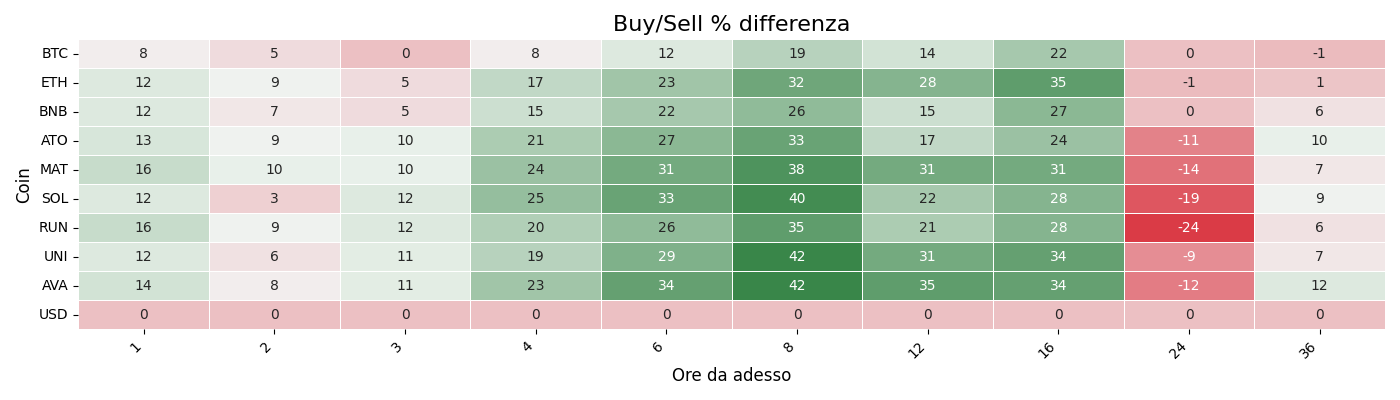 Buy/Sell % differenza
Coin
BTC 8 5 0 8 12 19 14 22 0 -1
ETH 12 9 5 17 23 32 28 35 -1 1
BNB 12 7 5 15 22 26 15 27 0 6
ATO 13 9 10 21 27 33 17 24 -11 10
MAT 16 10 10 24 31 38 31 31 -14 7
SOL 12 3 12 25 33 40 22 28 -19 9
RUN 16 9 12 20 26 35 21 28 -24 6
UNI 12 6 11 19 29 42 31 34 -9 7
AVA 14 8 11 23 34 42 35 34 -12 12
USD 0 0 0 0 0 0 0 0 0 0
1 2 3 4 6 8 12 16 24 36
Ore da adesso